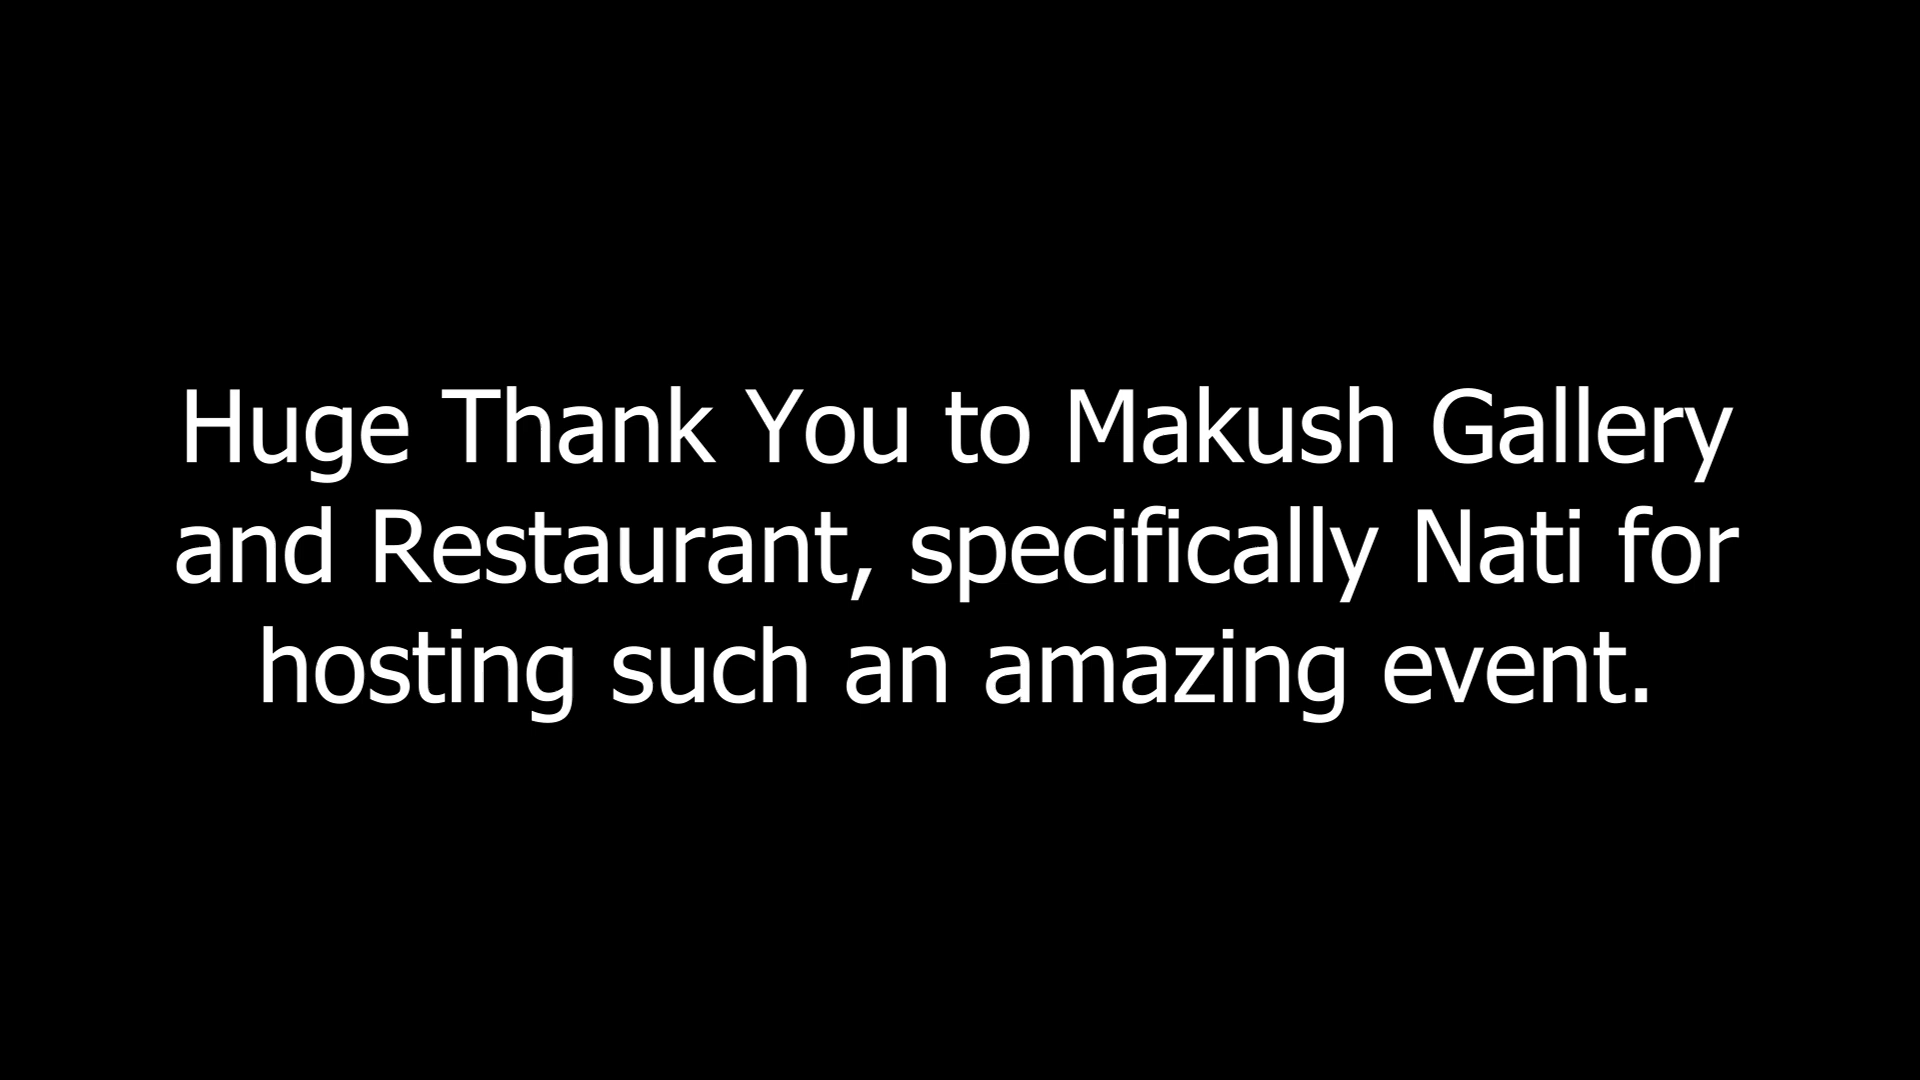 Huge Thank You to Makush Gallery
and Restaurant, specifically Nati for
hosting such an amazing event.